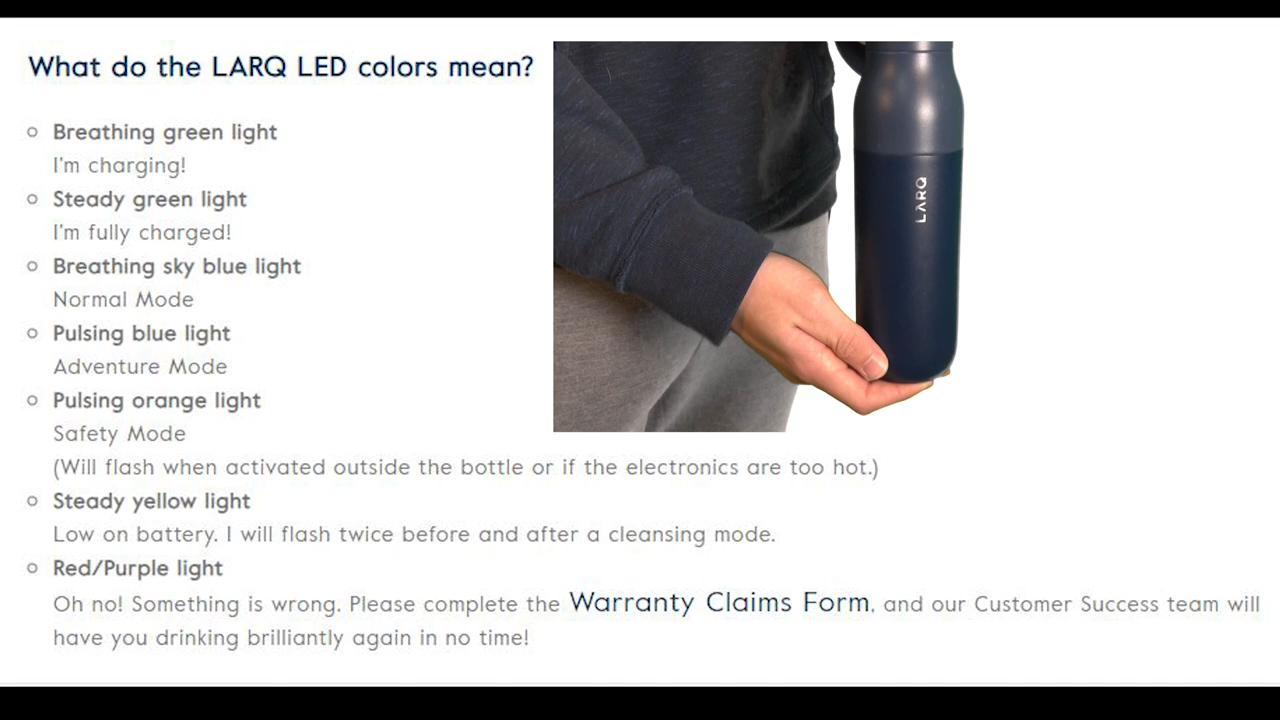 What do the LARQ LED colors mean?
Breathing green light
I'm charging!
Steady green light
I'm fully charged!
Breathing sky blue light
Normal Mode
Pulsing blue light
Adventure Mode
Pulsing orange light
Safety Mode
(Will flash when activated outside the bottle or if the electronics are too hot.)
Steady yellow light
Low on battery. I will flash twice before and after a cleansing mode.
Red/Purple light
Oh no! Something is wrong. Please complete the Warranty Claims Form, and our Customer Success team will
have you drinking brilliantly again in no time!
LARQ